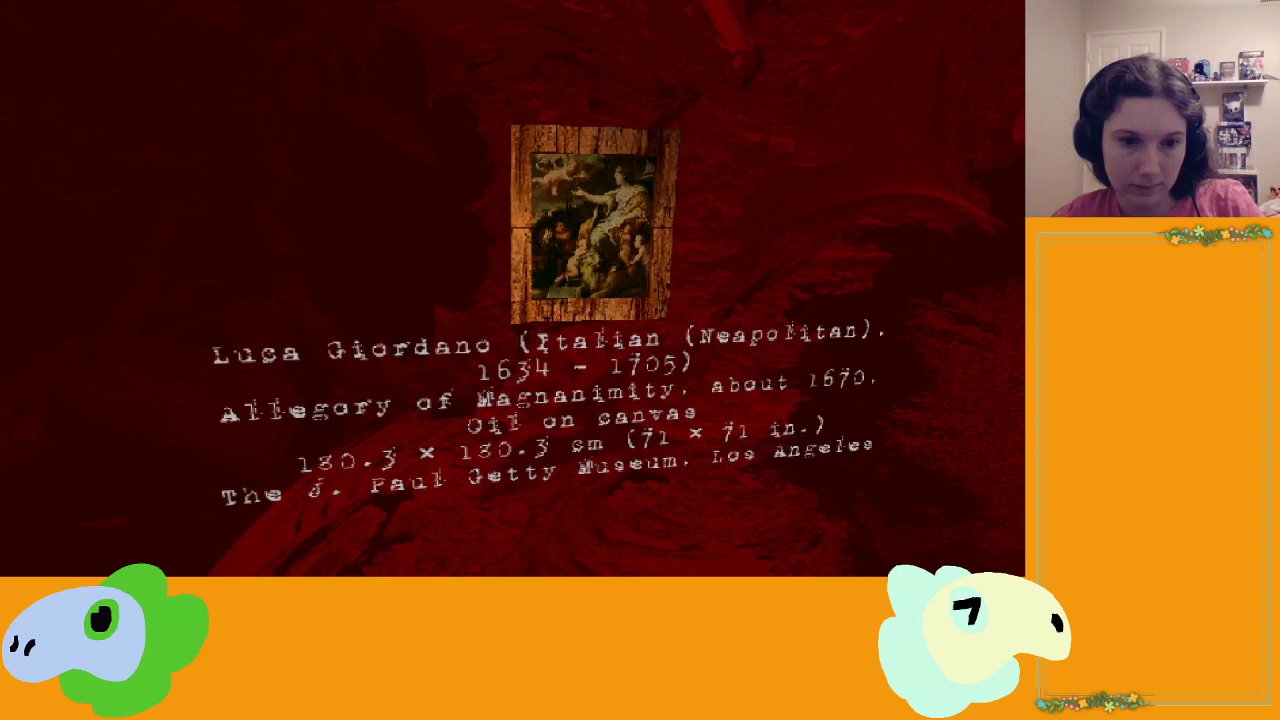 Luca Giordano (Italian (Neapolitan),
1634 - 1705)
Allegory of Magnanimity, about 1670,
Oil on canvas
180.3 × 180.3 cm (71 × 71 in.)
The J. Paul Getty Museum, Los Angeles